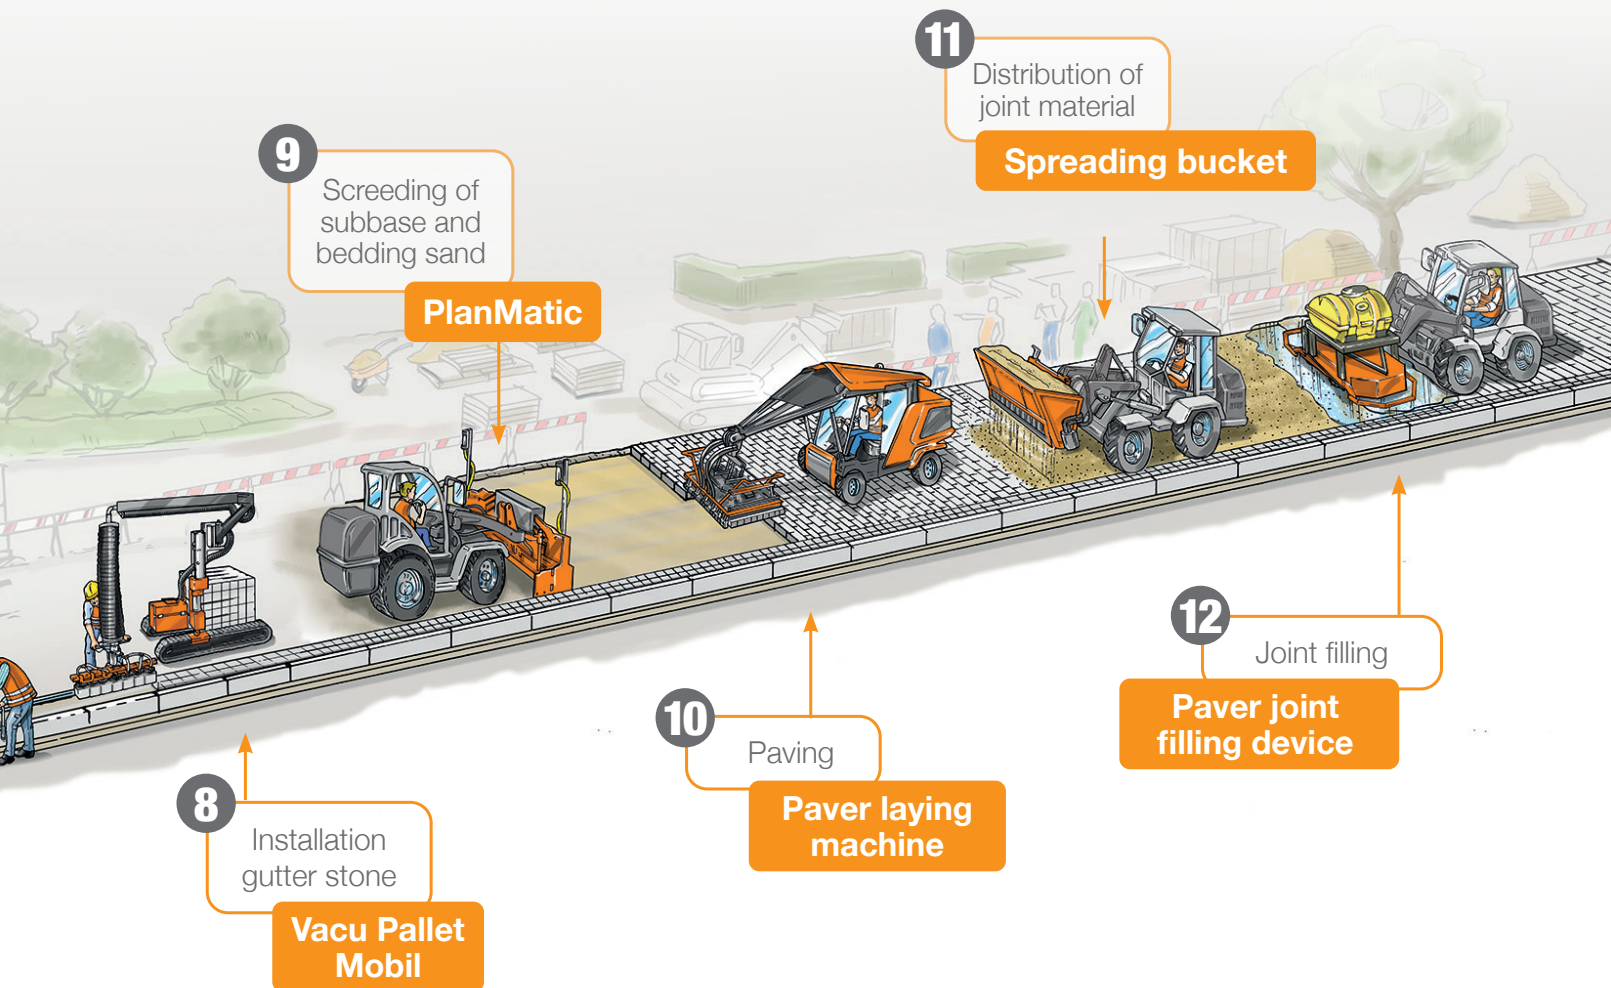 8
Installation
gutter stone
Vacu Pallet
Mobil
9
Screeding of
subbase and
bedding sand
PlanMatic
10
Paving
Paver laying
machine
11
Distribution of
joint material
Spreading bucket
12
Joint filling
Paver joint
filling device